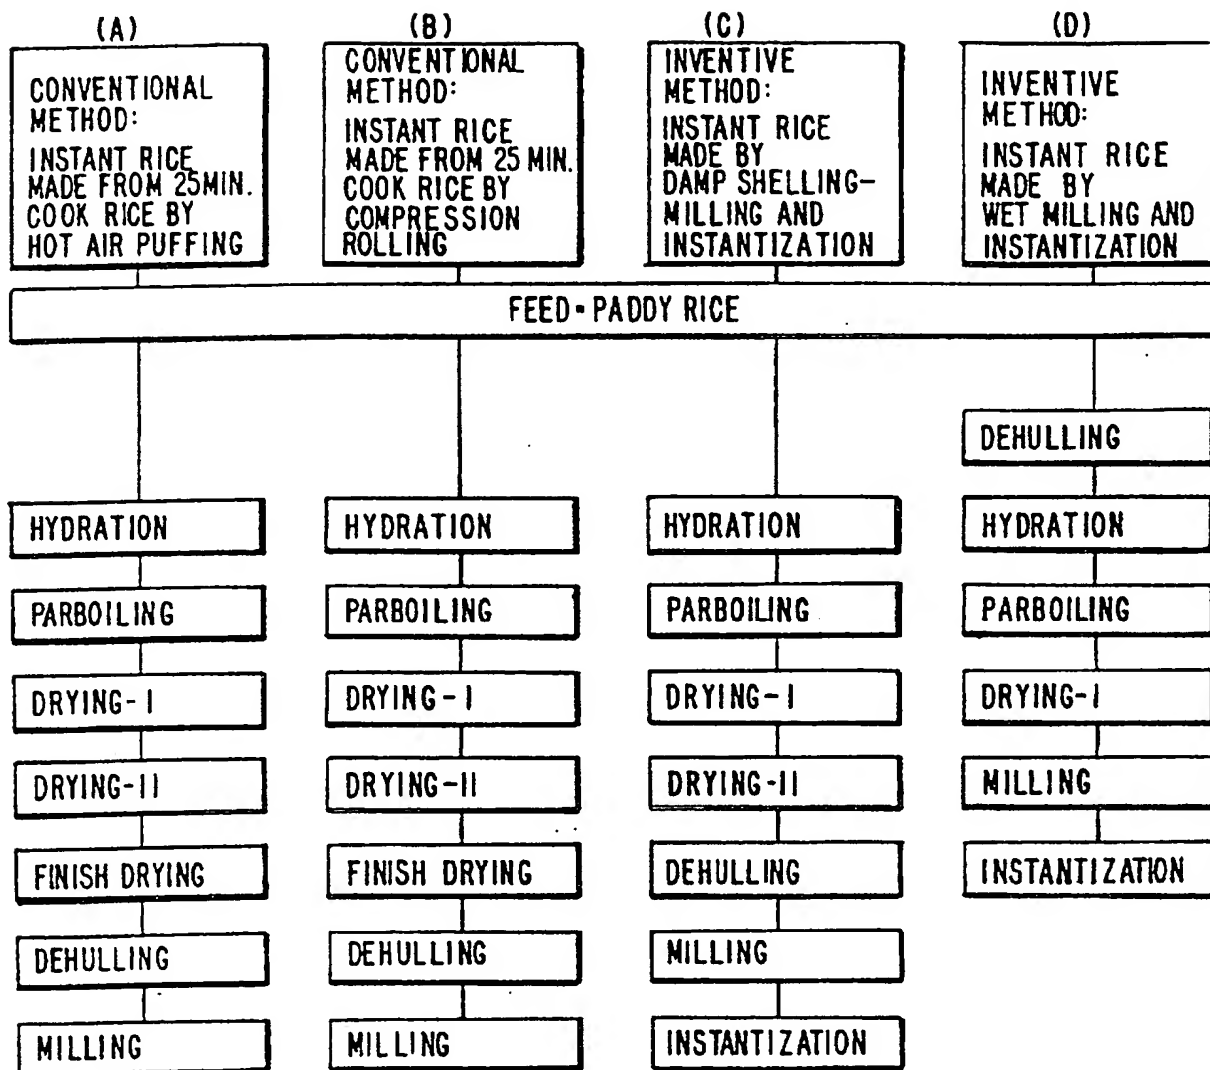 (A)
CONVENTIONAL
METHOD:
INSTANT RICE
MADE FROM 25MIN.
COOK RICE BY
HOT AIR PUFFING
(B)
CONVENTIONAL
METHOD:
INSTANT RICE
MADE FROM 25 MIN.
COOK RICE BY
COMPRESSION
ROLLING
(C)
INVENTIVE
METHOD:
INSTANT RICE
MADE BY
DAMP SHELLING-
MILLING AND
INSTANTIZATION
(D)
INVENTIVE
METHOD:
INSTANT RICE
MADE BY
WET MILLING AND
INSTANTIZATION
FEED-PADDY RICE
HYDRATION
PARBOILING
DRYING-I
DRYING-II
FINISH DRYING
DEHULLING
MILLING
HYDRATION
PARBOILING
DRYING-I
DRYING-II
FINISH DRYING
DEHULLING
MILLING
HYDRATION
PARBOILING
DRYING-I
DRYING-II
DEHULLING
MILLING
INSTANTIZATION
DEHULLING
HYDRATION
PARBOILING
DRYING-I
MILLING
INSTANTIZATION